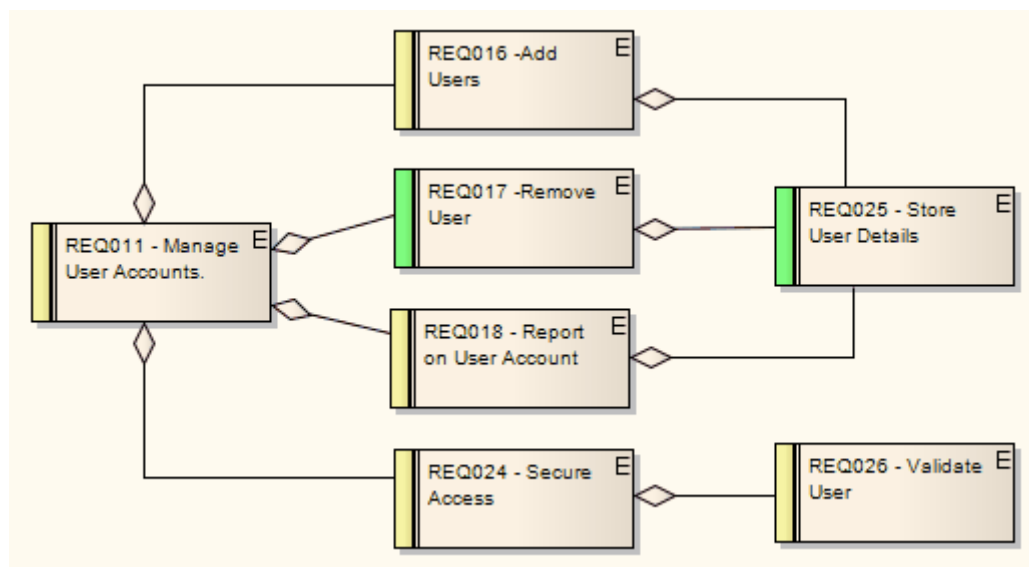 REQ016 -Add
Users
E
REQ017 -Remove
User
E
REQ025 - Store
User Details
E
REQ011 - Manage
User Accounts.
E
REQ018 - Report
on User Account
E
REQ024 - Secure
Access
E
REQ026 - Validate
User
E